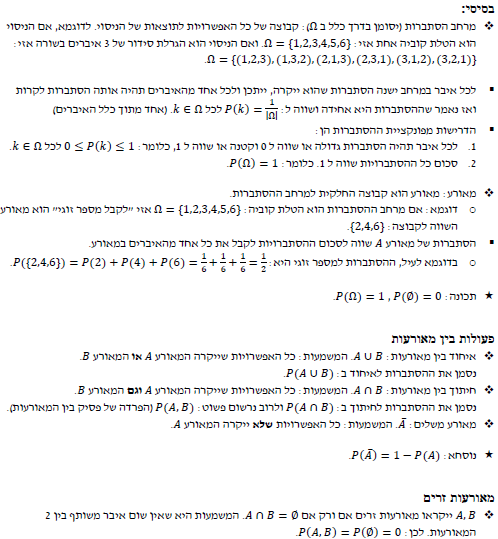 בסיסי:
❖ מרחב הסתברות (יסומן בדרך כלל ב Ω): קבוצה של כל האפשרויות לתוצאות של הניסוי. לדוגמא, אם הניסוי
הוא הטלת קוביה אחת אזי: Ω = {1,2,3,4,5,6}. ואם הניסוי הוא הגרלת סידור של 3 איברים בשורה אזי:
Ω = {(1,2,3), (1,3,2), (2,1,3), (2,3,1), (3,1,2), (3,2,1)}.
▪ לכל איבר במרחב ישנה הסתברות שהוא ייקרה, ייתכן ולכל אחד מהאיברים תהיה אותה הסתברות לקרות
ואז נאמר שההסתברות היא אחידה ושווה ל: P(k) = 1/|Ω| לכל k ∈ Ω. (אחד מתוך כלל האיברים)
▪ הדרישות מפונקציית ההסתברות הן:
1. לכל איבר תהיה הסתברות גדולה או שווה ל 0 וקטנה או שווה ל 1, כלומר: 0 ≤ P(k) ≤ 1 לכל k ∈ Ω.
2. סכום כל ההסתברויות שווה ל 1. כלומר: P(Ω) = 1.
❖ מאורע: מאורע הוא קבוצה החלקית למרחב ההסתברות.
○ דוגמא: אם מרחב ההסתברות הוא הטלת קוביה: Ω = {1,2,3,4,5,6} אזי "לקבל מספר זוגי" הוא מאורע
השווה לקבוצה: {2,4,6}.
▪ הסתברות של מאורע A שווה לסכום ההסתברויות לקבל את כל אחד מהאיברים במאורע.
○ בדוגמא לעיל, ההסתברות למספר זוגי היא: P({2,4,6}) = P(2) + P(4) + P(6) = 1/6 + 1/6 + 1/6 = 1/2.
★ תכונה: P(Ω) = 1 , P(∅) = 0.
פעולות בין מאורעות
❖ איחוד בין מאורעות: A ∪ B. המשמעות: כל האפשרויות שייקרה המאורע A או המאורע B.
נסמן את ההסתברות לאיחוד ב: P(A ∪ B).
❖ חיתוך בין מאורעות: A ∩ B. המשמעות: כל האפשרויות שייקרה המאורע A וגם המאורע B.
נסמן את ההסתברות לחיתוך ב: P(A ∩ B) ולרוב נרשום פשוט: P(A, B) (הפרדה של פסיק בין המאורעות).
❖ מאורע משלים: Ā. המשמעות: כל האפשרויות שלא ייקרה המאורע A.
★ נוסחא: P(Ā) = 1 − P(A).
מאורעות זרים
❖ A, B ייקראו מאורעות זרים אם ורק אם A ∩ B = ∅. המשמעות היא שאין שום איבר משותף בין 2
המאורעות. לכן: P(A, B) = P(∅) = 0.